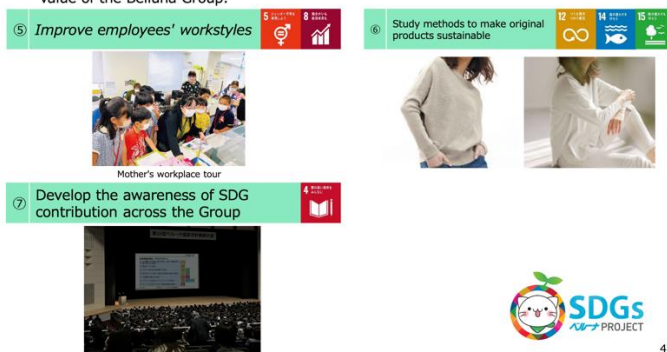 value of the Belluna Group.
⑤ Improve employees' workstyles
5
8
⑥ Study methods to make original
products sustainable
12
14
15
Mother's workplace tour
⑦ Develop the awareness of SDG
contribution across the Group
4
SDGs
ベルーナ PROJECT
4